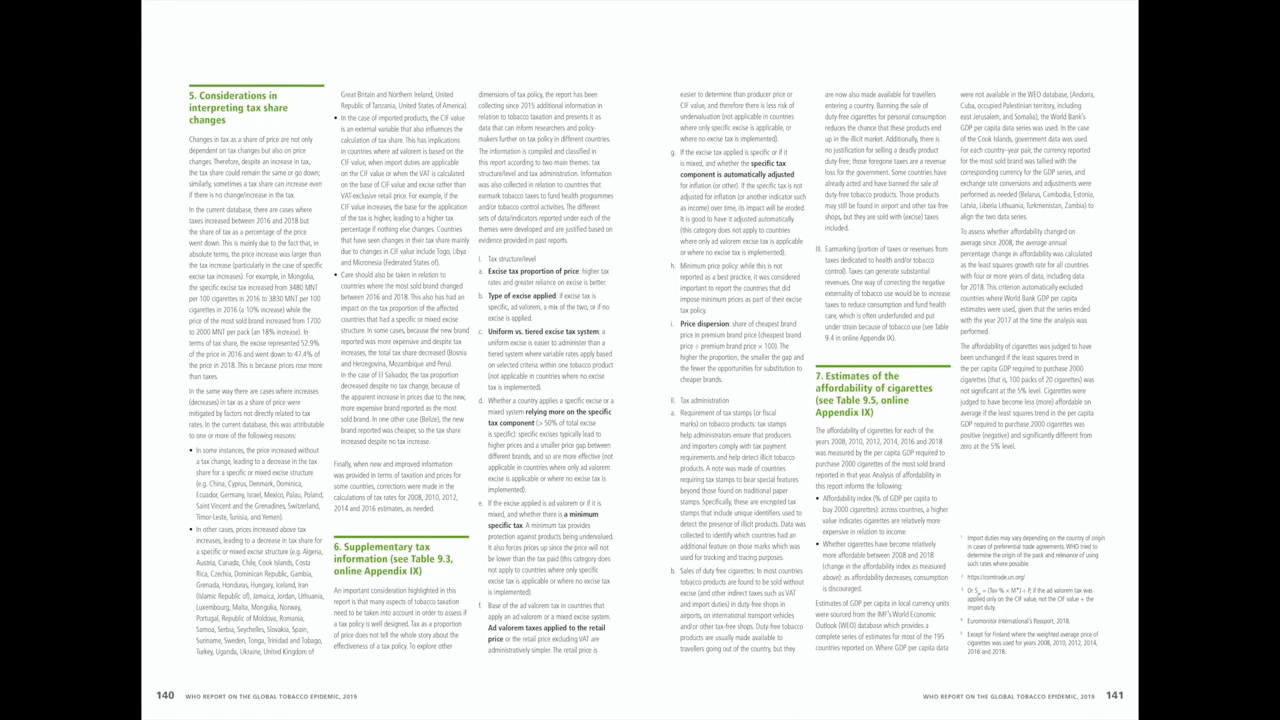 5. Considerations in
interpreting tax share
changes
Changes in tax as a share of price are not only
dependent on tax changes but also on price
changes. Therefore, despite an increase in tax,
the tax share could remain the same or go down;
similarly, sometimes a tax share can increase even
if there is no change/increase in the tax.
In the current database, there are cases where
taxes increased between 2016 and 2018 but
the share of tax as a percentage of the price
went down. This is mainly due to the fact that, in
absolute terms, the price increase was larger than
the tax increase (particularly in the case of specific
excise tax increases). For example, in Mongolia,
the specific excise tax increased from 3480 MNT
per 100 cigarettes in 2016 to 3830 MNT per 100
cigarettes in 2016 (a 10% increase) while the
price of the most sold brand increased from 1700
to 2000 MNT per pack (an 18% increase). In
terms of tax share, the excise represented 52.9%
of the price in 2016 and went down to 47.4% of
the price in 2018. This is because prices rose more
than taxes.
In the same way there are cases where increases
(decreases) in tax as a share of price were
mitigated by factors not directly related to tax
rates. In the current database, this was attributable
to one or more of the following reasons:
• In some instances, the price increased without
a tax change, leading to a decrease in the tax
share for a specific or mixed excise structure
(e.g. China, Cyprus, Denmark, Dominica,
Ecuador, Germany, Israel, Mexico, Palau, Poland,
Saint Vincent and the Grenadines, Switzerland,
Timor-Leste, Tunisia, and Yemen).
• In other cases, prices increased above tax
increases, leading to a decrease in tax share for
a specific or mixed excise structure (e.g. Algeria,
Austria, Canada, Chile, Cook Islands, Costa
Rica, Czechia, Dominican Republic, Gambia,
Grenada, Honduras, Hungary, Iceland, Iran
(Islamic Republic of), Jamaica, Jordan, Lithuania,
Luxembourg, Malta, Mongolia, Norway,
Portugal, Republic of Moldova, Romania,
Samoa, Serbia, Seychelles, Slovakia, Spain,
Suriname, Sweden, Tonga, Trinidad and Tobago,
Turkey, Uganda, Ukraine, United Kingdom of
Great Britain and Northern Ireland, United
Republic of Tanzania, United States of America).
• In the case of imported products, the CIF value
is an external variable that also influences the
calculation of tax share. This has implications
in countries where ad valorem is based on the
CIF value, when import duties are applicable
on the CIF value or when the VAT is calculated
on the base of CIF value and excise rather than
VAT-exclusive retail price. For example, if the
CIF value increases, the base for the application
of the tax is higher, leading to a higher tax
percentage if nothing else changes. Countries
that have seen changes in their tax share mainly
due to changes in CIF value include Togo, Libya
and Micronesia (Federated States of).
• Care should also be taken in relation to
countries where the most sold brand changed
between 2016 and 2018. This also has had an
impact on the tax proportion of the affected
countries that had a specific or mixed excise
structure. In some cases, because the new brand
reported was more expensive and despite tax
increases, the total tax share decreased (Bosnia
and Herzegovina, Mozambique and Peru).
In the case of El Salvador, the tax proportion
decreased despite no tax change, because of
the apparent increase in prices due to the new,
more expensive brand reported as the most
sold brand. In one other case (Belize), the new
brand reported was cheaper, so the tax share
increased despite no tax increase.
Finally, when new and improved information
was provided in terms of taxation and prices for
some countries, corrections were made in the
calculations of tax rates for 2008, 2010, 2012,
2014 and 2016 estimates, as needed.
6. Supplementary tax
information (see Table 9.3,
online Appendix IX)
An important consideration highlighted in this
report is that many aspects of tobacco taxation
need to be taken into account in order to assess if
a tax policy is well designed. Tax as a proportion
of price does not tell the whole story about the
effectiveness of a tax policy. To explore other
dimensions of tax policy, the report has been
collecting since 2015 additional information in
relation to tobacco taxation and presents it as
data that can inform researchers and policy-
makers further on tax policy in different countries.
The information is compiled and classified in
this report according to two main themes: tax
structure/level and tax administration. Information
was also collected in relation to countries that
earmark tobacco taxes to fund health programmes
and/or tobacco control activities. The different
sets of data/indicators reported under each of the
themes were developed and are justified based on
evidence provided in past reports.
I. Tax structure/level
a. Excise tax proportion of price: higher tax
rates and greater reliance on excise is better.
b. Type of excise applied: if excise tax is
specific, ad valorem, a mix of the two, or if no
excise is applied.
c. Uniform vs. tiered excise tax system: a
uniform excise is easier to administer than a
tiered system where variable rates apply based
on selected criteria within one tobacco product
(not applicable in countries where no excise
tax is implemented).
d. Whether a country applies a specific excise or a
mixed system relying more on the specific
tax component (> 50% of total excise
is specific): specific excises typically lead to
higher prices and a smaller price gap between
different brands, and so are more effective (not
applicable in countries where only ad valorem
excise is applicable or where no excise tax is
implemented).
e. If the excise applied is ad valorem or if it is
mixed, and whether there is a minimum
specific tax. A minimum tax provides
protection against products being undervalued.
It also forces prices up since the price will not
be lower than the tax paid (this category does
not apply to countries where only specific
excise tax is applicable or where no excise tax
is implemented).
f. Base of the ad valorem tax in countries that
apply an ad valorem or a mixed excise system.
Ad valorem taxes applied to the retail
price or the retail price excluding VAT are
administratively simpler. The retail price is
easier to determine than producer price or
CIF value, and therefore there is less risk of
undervaluation (not applicable in countries
where only specific excise is applicable, or
where no excise tax is implemented).
g. If the excise tax applied is specific or if it
is mixed, and whether the specific tax
component is automatically adjusted
for inflation (or other). If the specific tax is not
adjusted for inflation (or another indicator such
as income) over time, its impact will be eroded.
It is good to have it adjusted automatically
(this category does not apply to countries
where only ad valorem excise tax is applicable
or where no excise tax is implemented).
h. Minimum price policy: while this is not
reported as a best practice, it was considered
important to report the countries that did
impose minimum prices as part of their excise
tax policy.
i. Price dispersion: share of cheapest brand
price in premium brand price (cheapest brand
price ÷ premium brand price × 100). The
higher the proportion, the smaller the gap and
the fewer the opportunities for substitution to
cheaper brands.
II. Tax administration
a. Requirement of tax stamps (or fiscal
marks) on tobacco products: tax stamps
help administrators ensure that producers
and importers comply with tax payment
requirements and help detect illicit tobacco
products. A note was made of countries
requiring tax stamps to bear special features
beyond those found on traditional paper
stamps. Specifically, these are encrypted tax
stamps that include unique identifiers used to
detect the presence of illicit products. Data was
collected to identify which countries had an
additional feature on those marks which was
used for tracking and tracing purposes.
b. Sales of duty free cigarettes: In most countries
tobacco products are found to be sold without
excise (and other indirect taxes such as VAT
and import duties) in duty-free shops in
airports, on international transport vehicles
and/or other tax-free shops. Duty-free tobacco
products are usually made available to
travellers going out of the country, but they
are now also made available for travellers
entering a country. Banning the sale of
duty-free cigarettes for personal consumption
reduces the chance that these products end
up in the illicit market. Additionally, there is
no justification for selling a deadly product
duty-free; those foregone taxes are a revenue
loss for the government. Some countries have
already acted and have banned the sale of
duty-free tobacco products. Those products
may still be found in airport and other tax-free
shops, but they are sold with (excise) taxes
included.
III. Earmarking (portion of taxes or revenues from
taxes dedicated to health and/or tobacco
control). Taxes can generate substantial
revenues. One way of correcting the negative
externality of tobacco use would be to increase
taxes to reduce consumption and fund health
care, which is often underfunded and put
under strain because of tobacco use (see Table
9.4 in online Appendix IX).
7. Estimates of the
affordability of cigarettes
(see Table 9.5, online
Appendix IX)
The affordability of cigarettes for each of the
years 2008, 2010, 2012, 2014, 2016 and 2018
was measured by the per capita GDP required to
purchase 2000 cigarettes of the most sold brand
reported in that year. Analysis of affordability in
this report informs the following:
• Affordability index (% of GDP per capita to
buy 2000 cigarettes): across countries, a higher
value indicates cigarettes are relatively more
expensive in relation to income.
• Whether cigarettes have become relatively
more affordable between 2008 and 2018
(change in the affordability index as measured
above): as affordability decreases, consumption
is discouraged.
Estimates of GDP per capita in local currency units
were sourced from the IMF's World Economic
Outlook (WEO) database which provides a
complete series of estimates for most of the 195
countries reported on. Where GDP per capita data
were not available in the WEO database, (Andorra,
Cuba, occupied Palestinian territory, including
east Jerusalem, and Somalia), the World Bank's
GDP per capita data series was used. In the case
of the Cook Islands, government data was used.
For each country–year pair, the currency reported
for the most sold brand was tallied with the
corresponding currency for the GDP series, and
exchange rate conversions and adjustments were
performed as needed (Belarus, Cambodia, Estonia,
Latvia, Liberia Lithuania, Turkmenistan, Zambia) to
align the two data series.
To assess whether affordability changed on
average since 2008, the average annual
percentage change in affordability was calculated
as the least squares growth rate for all countries
with four or more years of data, including data
for 2018. This criterion automatically excluded
countries where World Bank GDP per capita
estimates were used, given that the series ended
with the year 2017 at the time the analysis was
performed.
The affordability of cigarettes was judged to have
been unchanged if the least squares trend in
the per capita GDP required to purchase 2000
cigarettes (that is, 100 packs of 20 cigarettes) was
not significant at the 5% level. Cigarettes were
judged to have become less (more) affordable on
average if the least squares trend in the per capita
GDP required to purchase 2000 cigarettes was
positive (negative) and significantly different from
zero at the 5% level.
1 Import duties may vary depending on the country of origin
in cases of preferential trade agreements. WHO tried to
determine the origin of the pack and relevance of using
such rates where possible.
2 https://comtrade.un.org/
3 Or S = (Tav % × M*) ÷ P, if the ad valorem tax was
applied only on the CIF value, not the CIF value + the
import duty.
4 Euromonitor International's Passport, 2018.
5 Except for Finland where the weighted average price of
cigarettes was used for years 2008, 2010, 2012, 2014,
2016 and 2018.
140 WHO REPORT ON THE GLOBAL TOBACCO EPIDEMIC, 2019
WHO REPORT ON THE GLOBAL TOBACCO EPIDEMIC, 2019 141